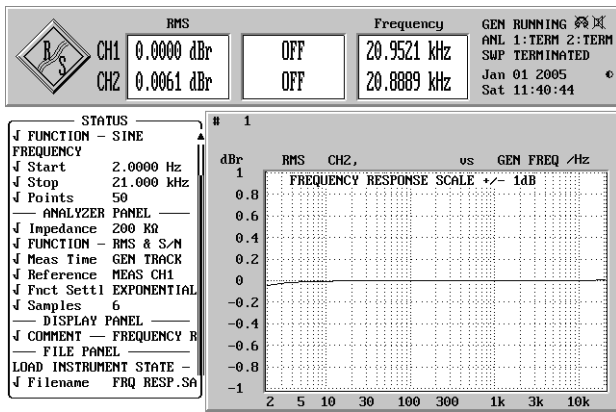 RMS
Frequency
R
S
CH1 0.0000 dBr OFF 20.9521 kHz
CH2 0.0061 dBr OFF 20.8889 kHz
GEN RUNNING
ANL 1:TERM 2:TERM
SWP TERMINATED
Jan 01 2005
Sat 11:40:44
STATUS
√ FUNCTION - SINE
FREQUENCY
√ Start 2.0000 Hz
√ Stop 21.000 kHz
√ Points 50
ANALYZER PANEL
√ Impedance 200 KΩ
√ FUNCTION - RMS & S/N
√ Meas Time GEN TRACK
√ Reference MEAS CH1
√ Fnct Settl EXPONENTIAL
√ Samples 6
DISPLAY PANEL
√ COMMENT — FREQUENCY R
FILE PANEL
LOAD INSTRUMENT STATE -
√ Filename FRQ RESP.SA
# 1
dBr RMS CH2, vs GEN FREQ /Hz
FREQUENCY RESPONSE SCALE +/- 1dB
1
0.8
0.6
0.4
0.2
0
-0.2
-0.4
-0.6
-0.8
-1
2 5 10 30 100 300 1k 3k 10k